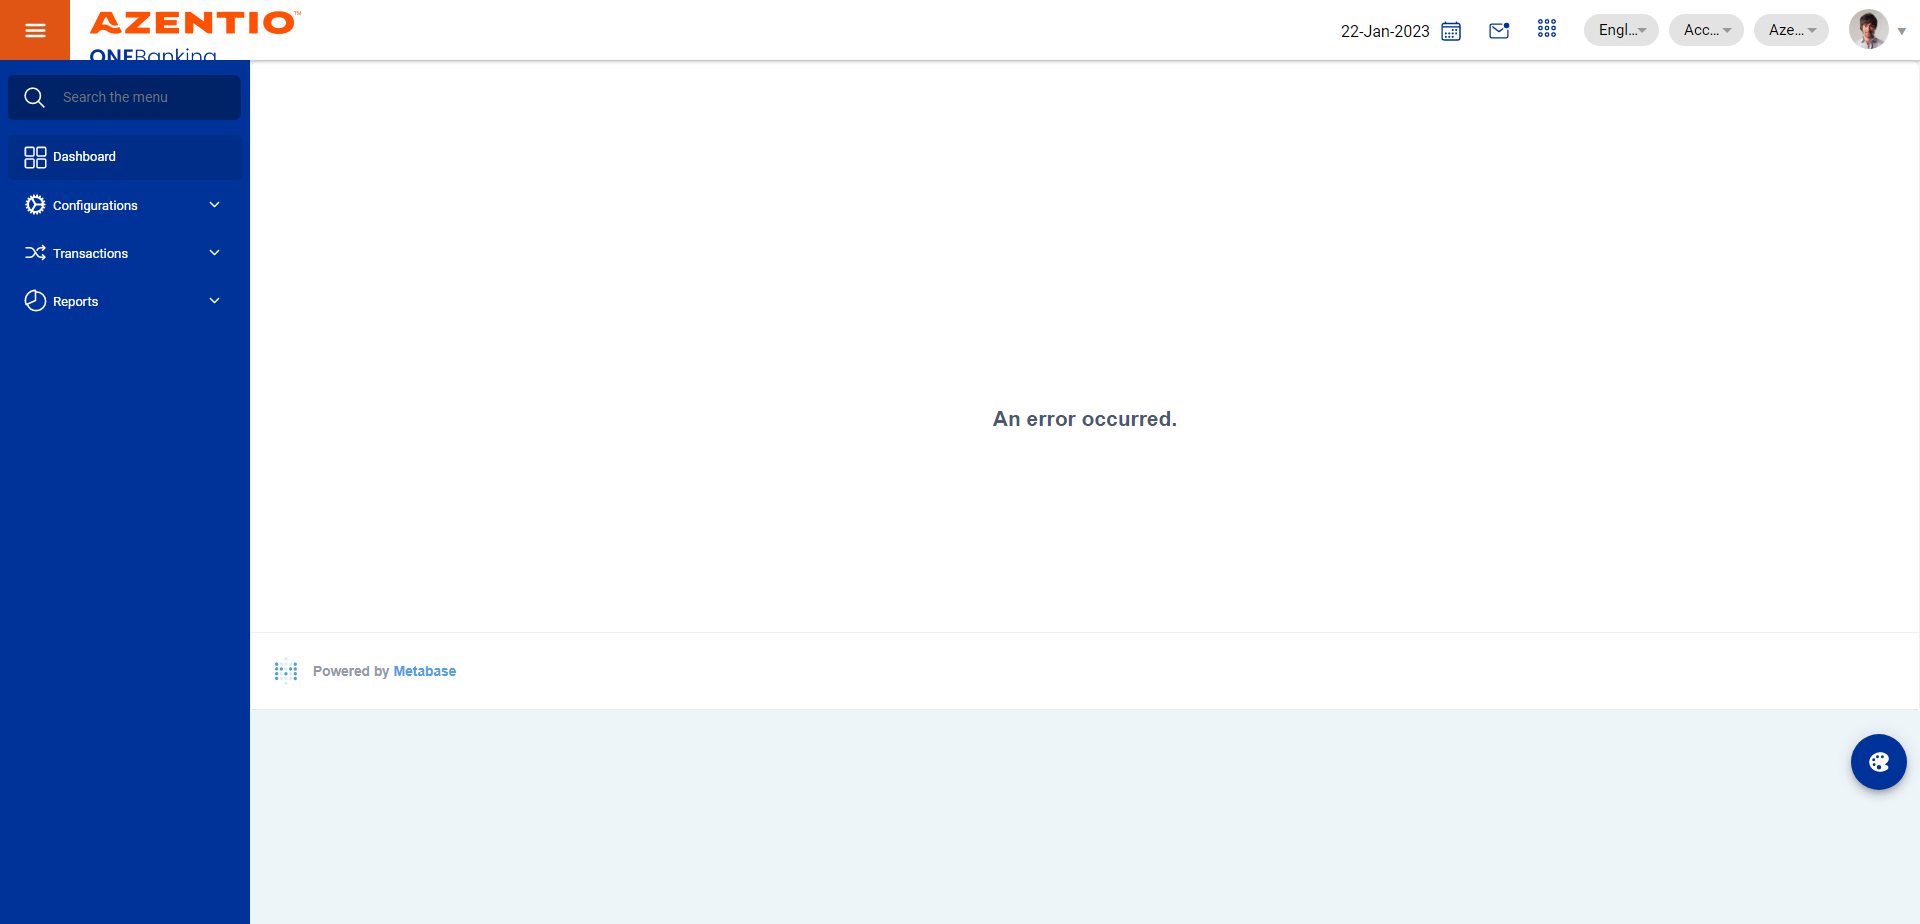 AZENTIO™
ONEBanking
22-Jan-2023
Engl...
Acc...
Aze...
Search the menu
Dashboard
Configurations
Transactions
Reports
An error occurred.
Powered by Metabase